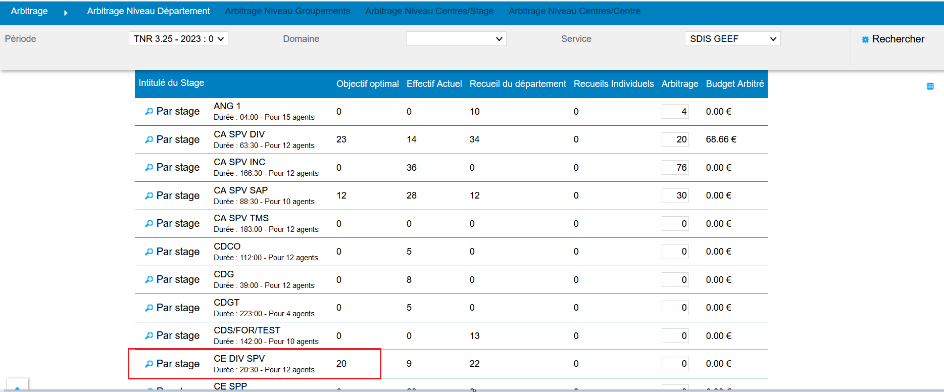 Arbitrage Arbitrage Niveau Département Arbitrage Niveau Groupements Arbitrage Niveau Centres/Stage Arbitrage Niveau Centres/Centre
Période TNR 3.25 - 2023 : 0 Domaine Service SDIS GEEF Rechercher
Intitulé du Stage Objectif optimal Effectif Actuel Recueil du département Recueils Individuels Arbitrage Budget Arbitré
Par stage ANG 1 0 0 10 0 4 0.00 €
Durée : 04:00 - Pour 15 agents
Par stage CA SPV DIV 23 14 34 0 20 68.66 €
Durée : 63:30 - Pour 12 agents
Par stage CA SPV INC 0 36 0 0 76 0.00 €
Durée : 166:30 - Pour 12 agents
Par stage CA SPV SAP 12 28 12 0 30 0.00 €
Durée : 88:30 - Pour 10 agents
Par stage CA SPV TMS 0 0 0 0 0 0.00 €
Durée : 183:00 - Pour 12 agents
Par stage CDCO 0 5 0 0 0 0.00 €
Durée : 112:00 - Pour 12 agents
Par stage CDG 0 8 0 0 0 0.00 €
Durée : 39:00 - Pour 12 agents
Par stage CDGT 0 5 0 0 0 0.00 €
Durée : 223:00 - Pour 4 agents
Par stage CDS/FOR/TEST 0 0 13 0 0 0.00 €
Durée : 142:00 - Pour 10 agents
Par stage CE DIV SPV 20 9 22 0 0 0.00 €
Durée : 20:30 - Pour 12 agents
CE SPP